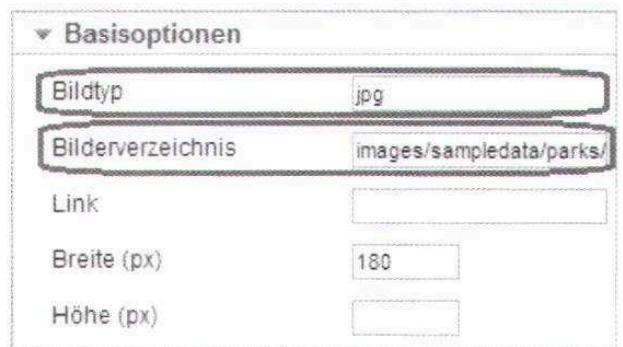 Basisoptionen
Bildtyp jpg
Bilderverzeichnis images/sampledata/parks/
Link
Breite (px) 180
Höhe (px)